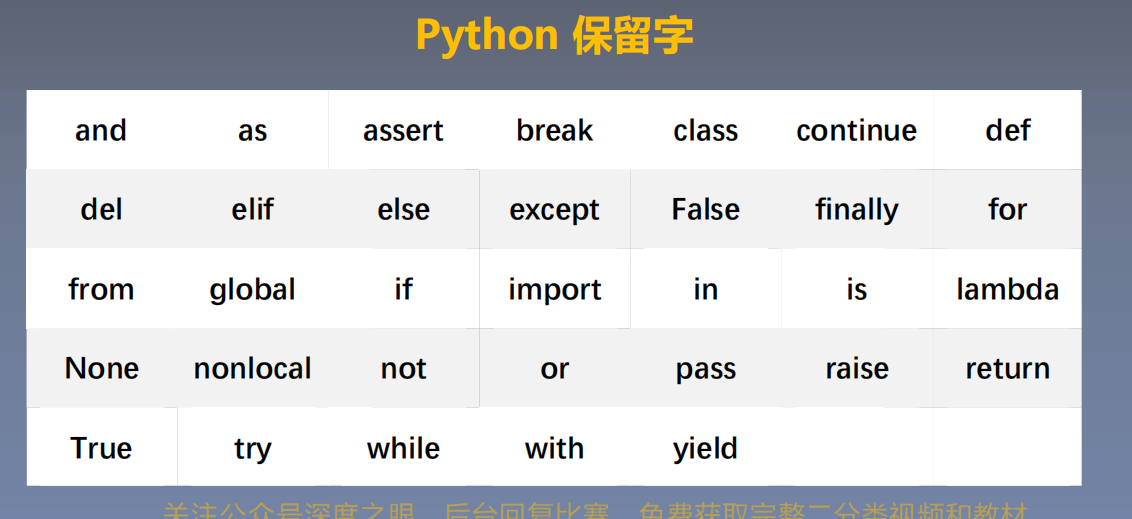 Python 保留字
and as assert break class continue def
del elif else except False finally for
from global if import in is lambda
None nonlocal not or pass raise return
True try while with yield
关注公众号深度之眼，后台回复比赛，免费获取完整二分类视频和教材